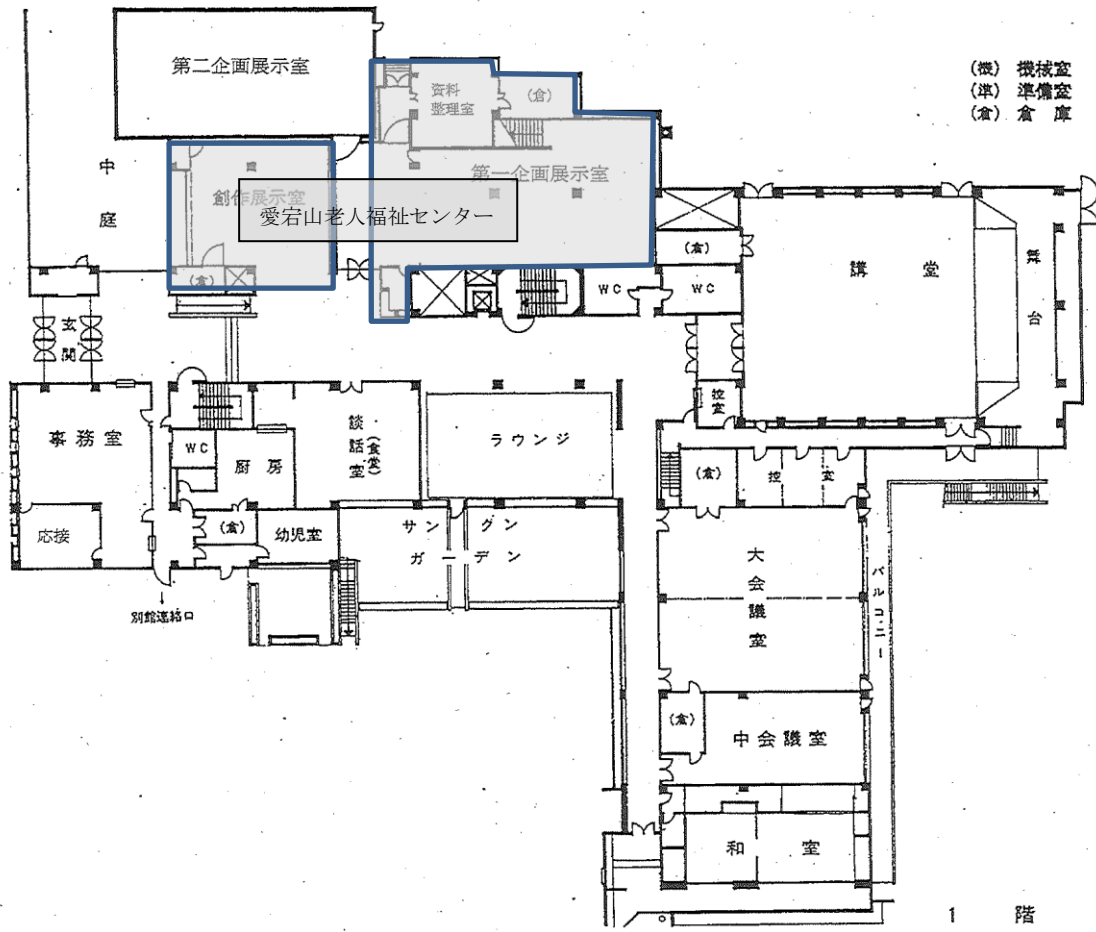 第二企画展示室
(機) 機械室
(準) 準備室
(倉) 倉庫
資料
整理室
(倉)
中庭
第一企画展示室
創作展示室
愛宕山老人福祉センター
(倉)
(倉)
講堂
舞台
WC
WC
玄関
控室
事務室
談話室
(食堂)
ラウンジ
WC
厨房
(倉)
控室
応接
(倉)
幼児室
サングン
ガーデン
大会議室
バルコニー
別館連絡口
(倉)
中会議室
和室
1階